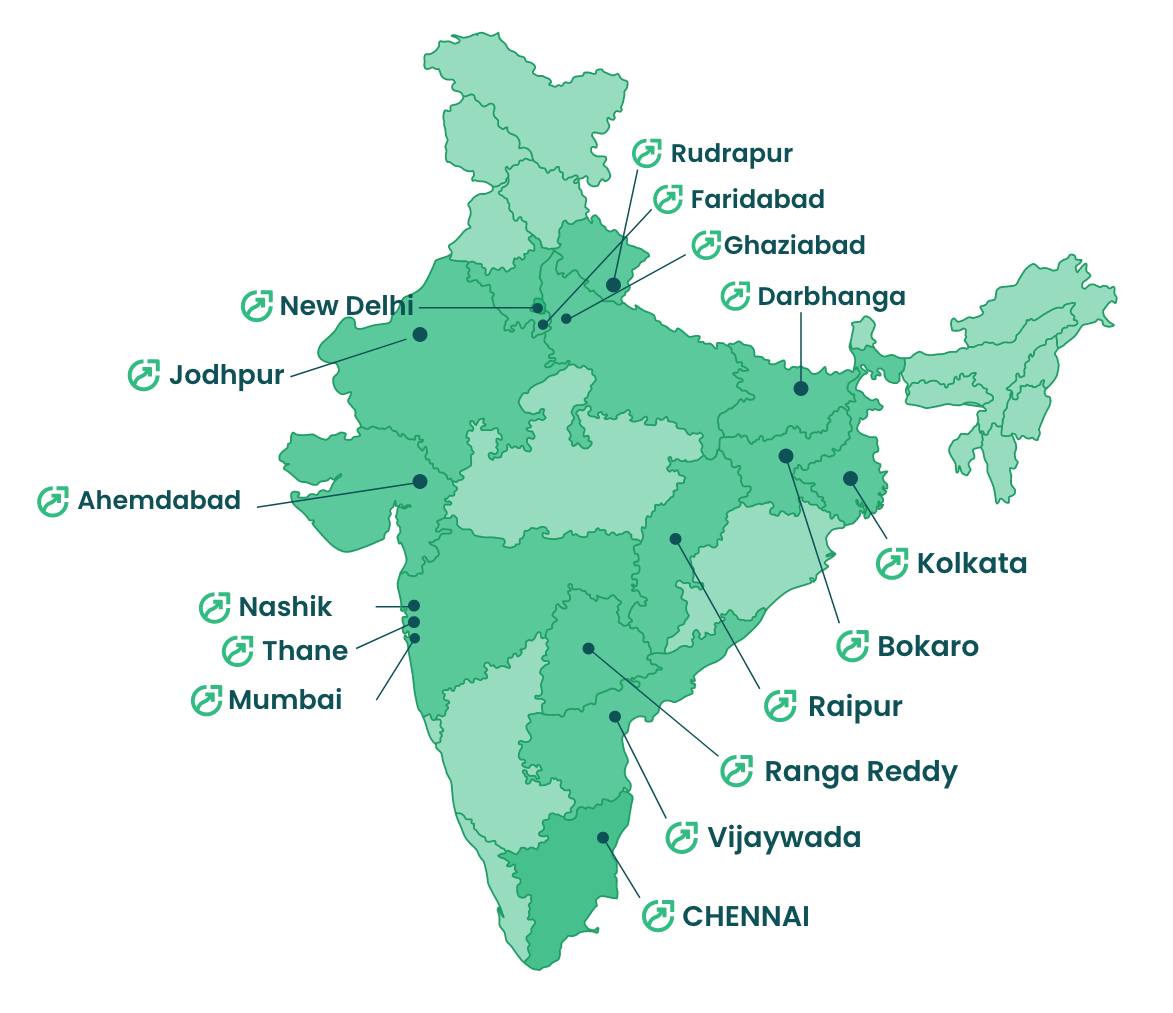 Rudrapur
Faridabad
Ghaziabad
Darbhanga
New Delhi
Jodhpur
Ahemdabad
Kolkata
Nashik
Thane
Bokaro
Mumbai
Raipur
Ranga Reddy
Vijaywada
CHENNAI